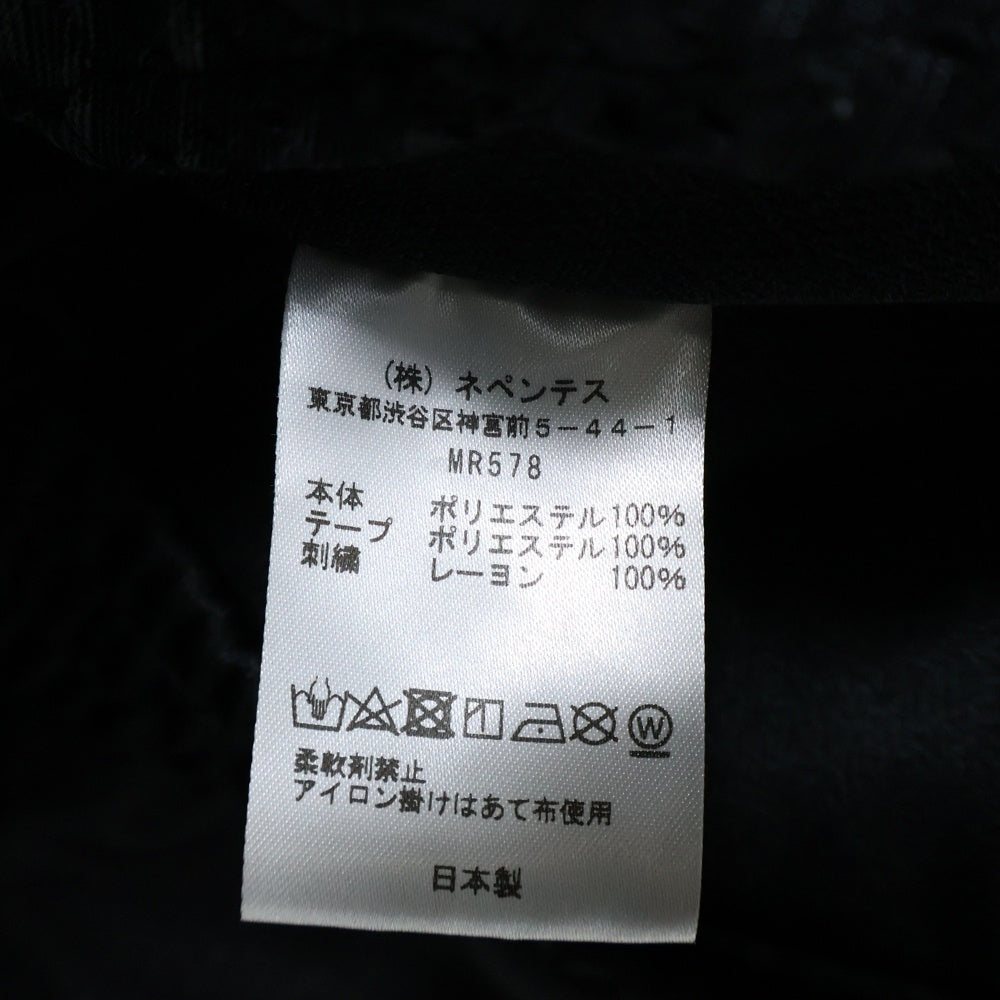 (株) ネペンテス
東京都渋谷区神宮前5-44-1
MR578
本体 ポリエステル100%
テープ ポリエステル100%
刺繍 レーヨン 100%
W
柔軟剤禁止
アイロン掛けはあて布使用
日本製